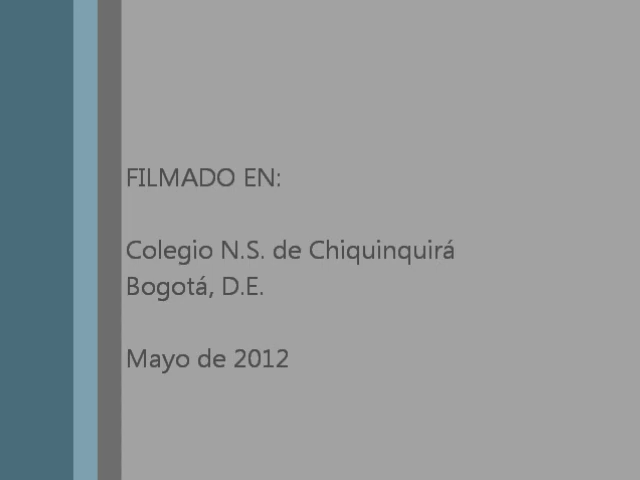 FILMADO EN:
Colegio N.S. de Chiquinquirá
Bogotá, D.E.
Mayo de 2012